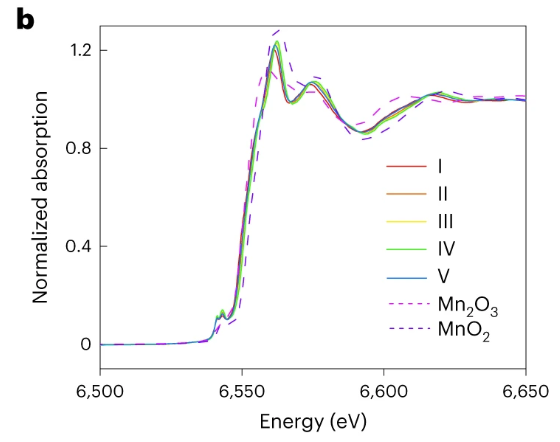 b
1.2
0.8
0.4
0
Normalized absorption
I
II
III
IV
V
Mn₂O₃
MnO₂
6,500 6,550 6,600 6,650
Energy (eV)